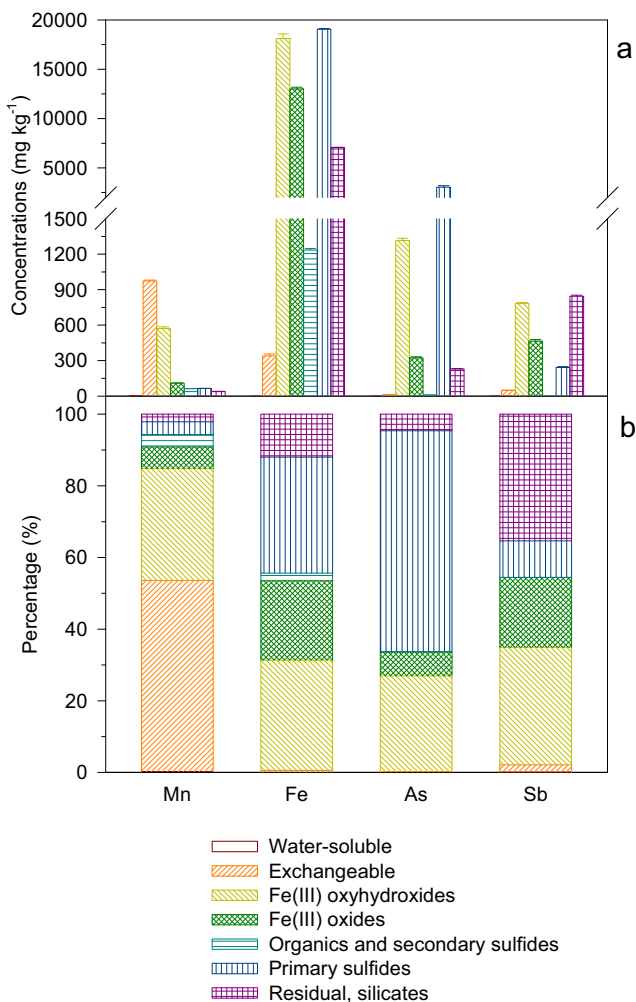 a
Concentrations (mg kg⁻¹)
20000
15000
10000
5000
1500
1200
900
600
300
0
b
Percentage (%)
100
80
60
40
20
0
Mn Fe As Sb
Water-soluble
Exchangeable
Fe(III) oxyhydroxides
Fe(III) oxides
Organics and secondary sulfides
Primary sulfides
Residual, silicates